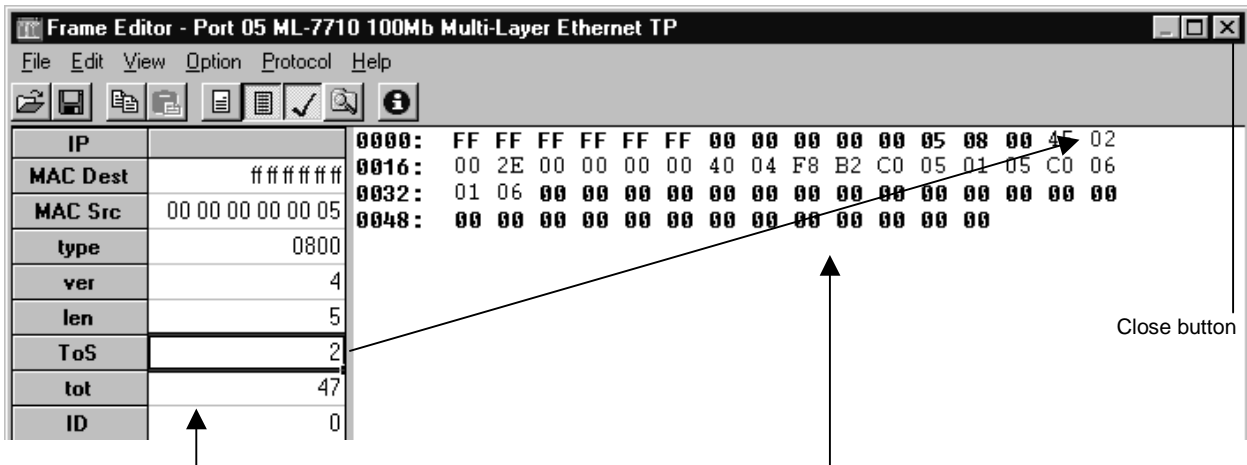 Frame Editor - Port 05 ML-7710 100Mb Multi-Layer Ethernet TP
File Edit View Option Protocol Help
IP
MAC Dest ff ff ff ff ff ff
MAC Src 00 00 00 00 00 05
type 0800
ver 4
len 5
ToS 2
tot 47
ID 0
0000: FF FF FF FF FF FF 00 00 00 00 00 05 08 00 02
0016: 00 2E 00 00 00 00 40 04 F8 B2 C0 05 01 05 C0 06
0032: 01 06 00 00 00 00 00 00 00 00 00 00 00 00 00 00
0048: 00 00 00 00 00 00 00 00 00 00 00 00 00
Close button